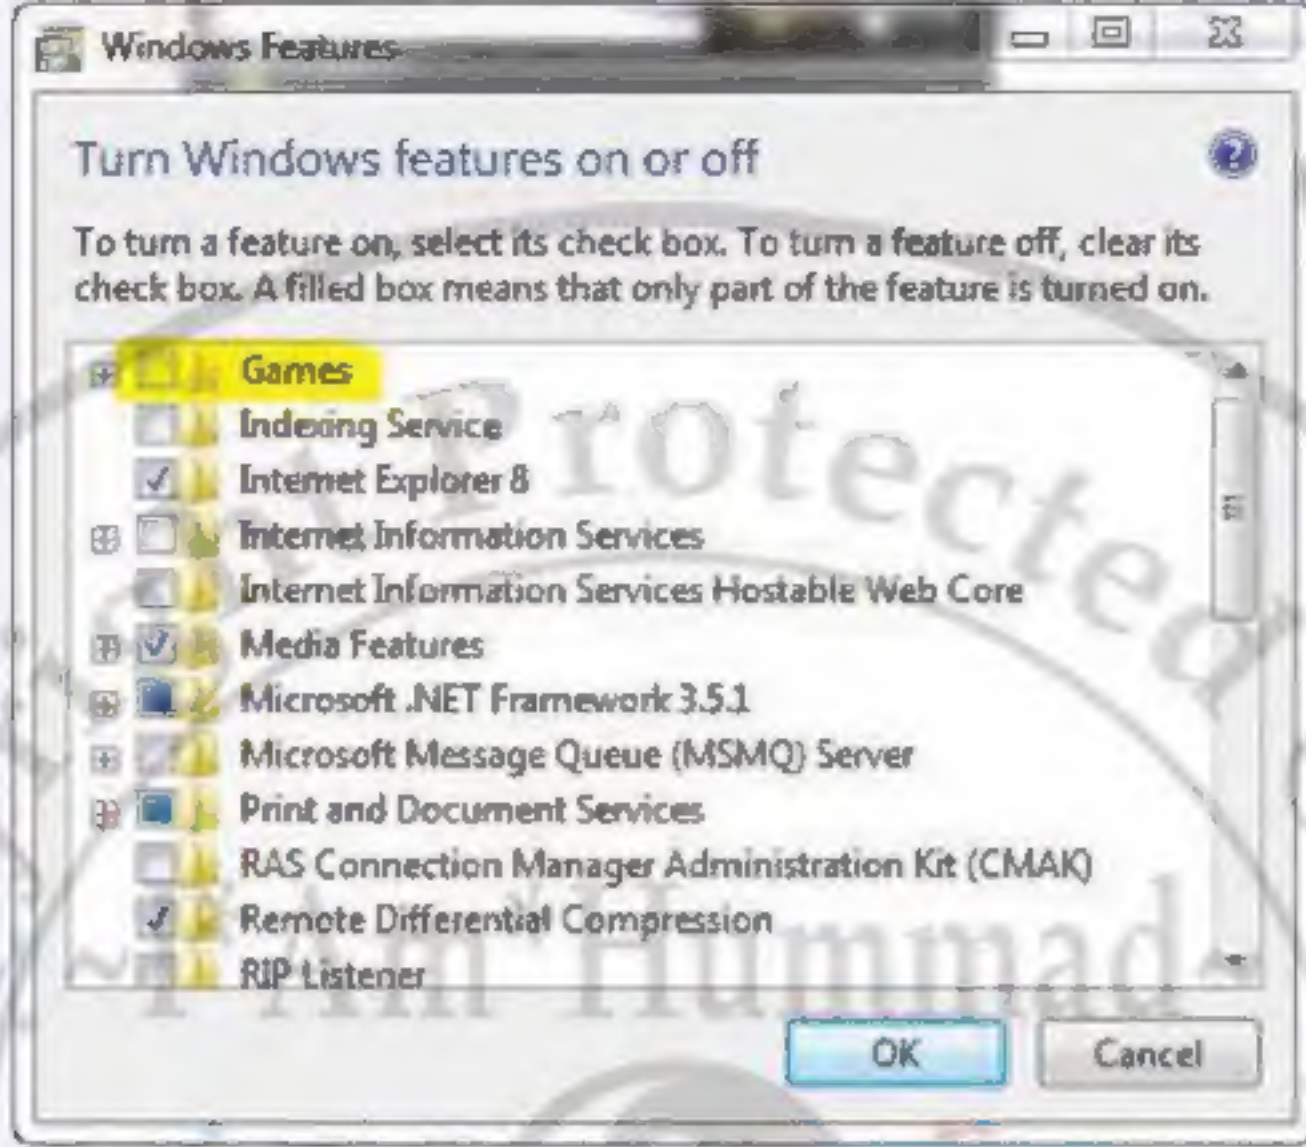 Windows Features
Turn Windows features on or off
To turn a feature on, select its check box. To turn a feature off, clear its
check box. A filled box means that only part of the feature is turned on.
Games
Indexing Service
Internet Explorer 8
Internet Information Services
Internet Information Services Hostable Web Core
Media Features
Microsoft .NET Framework 3.5.1
Microsoft Message Queue (MSMQ) Server
Print and Document Services
RAS Connection Manager Administration Kit (CMAK)
Remote Differential Compression
RIP Listener
OK Cancel
Protected
I Am Hummad